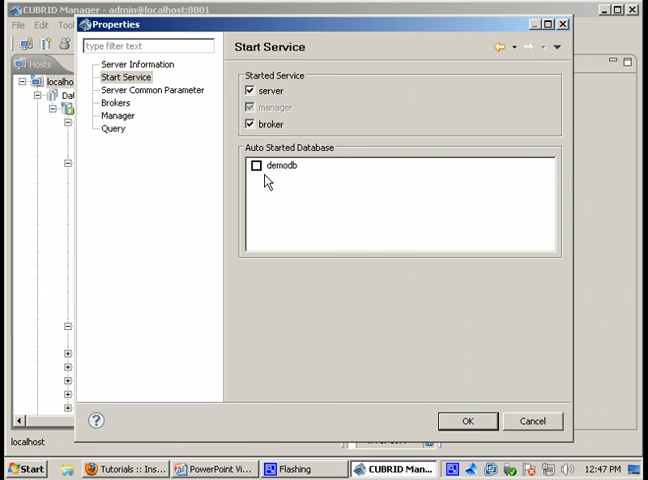 CUBRID Manager - admin@localhost:8001
File Edit
Hosts
Properties
type filter text
Server Information
Start Service
Server Common Parameter
Brokers
Manager
Query
Start Service
Started Service
server
manager
broker
Auto Started Database
demodb
?
OK
Cancel
localhost
Start
Tutorials :: Ins...
PowerPoint Vi...
Flashing
CUBRID Man...
12:47 PM